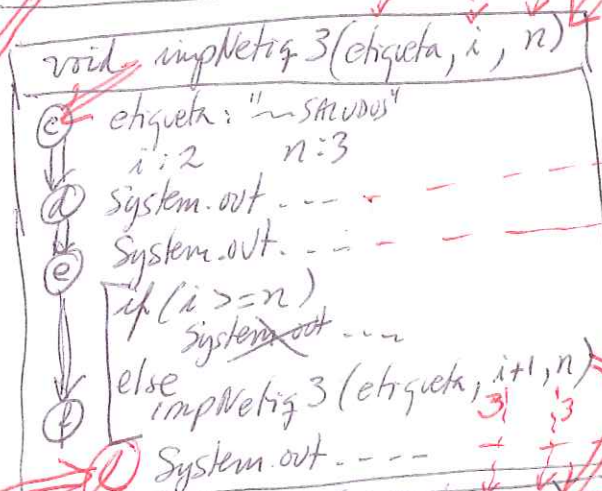 void impNetiq3(etiqueta, i, n)
c etiqueta: "~SALUDOS"
i:2 n:3
d System.out ----
System.out. ---
e
if(i>=n)
System.out ---
else
impNetiq3(etiqueta, i+1, n)
f 3 3
l System.out. ----